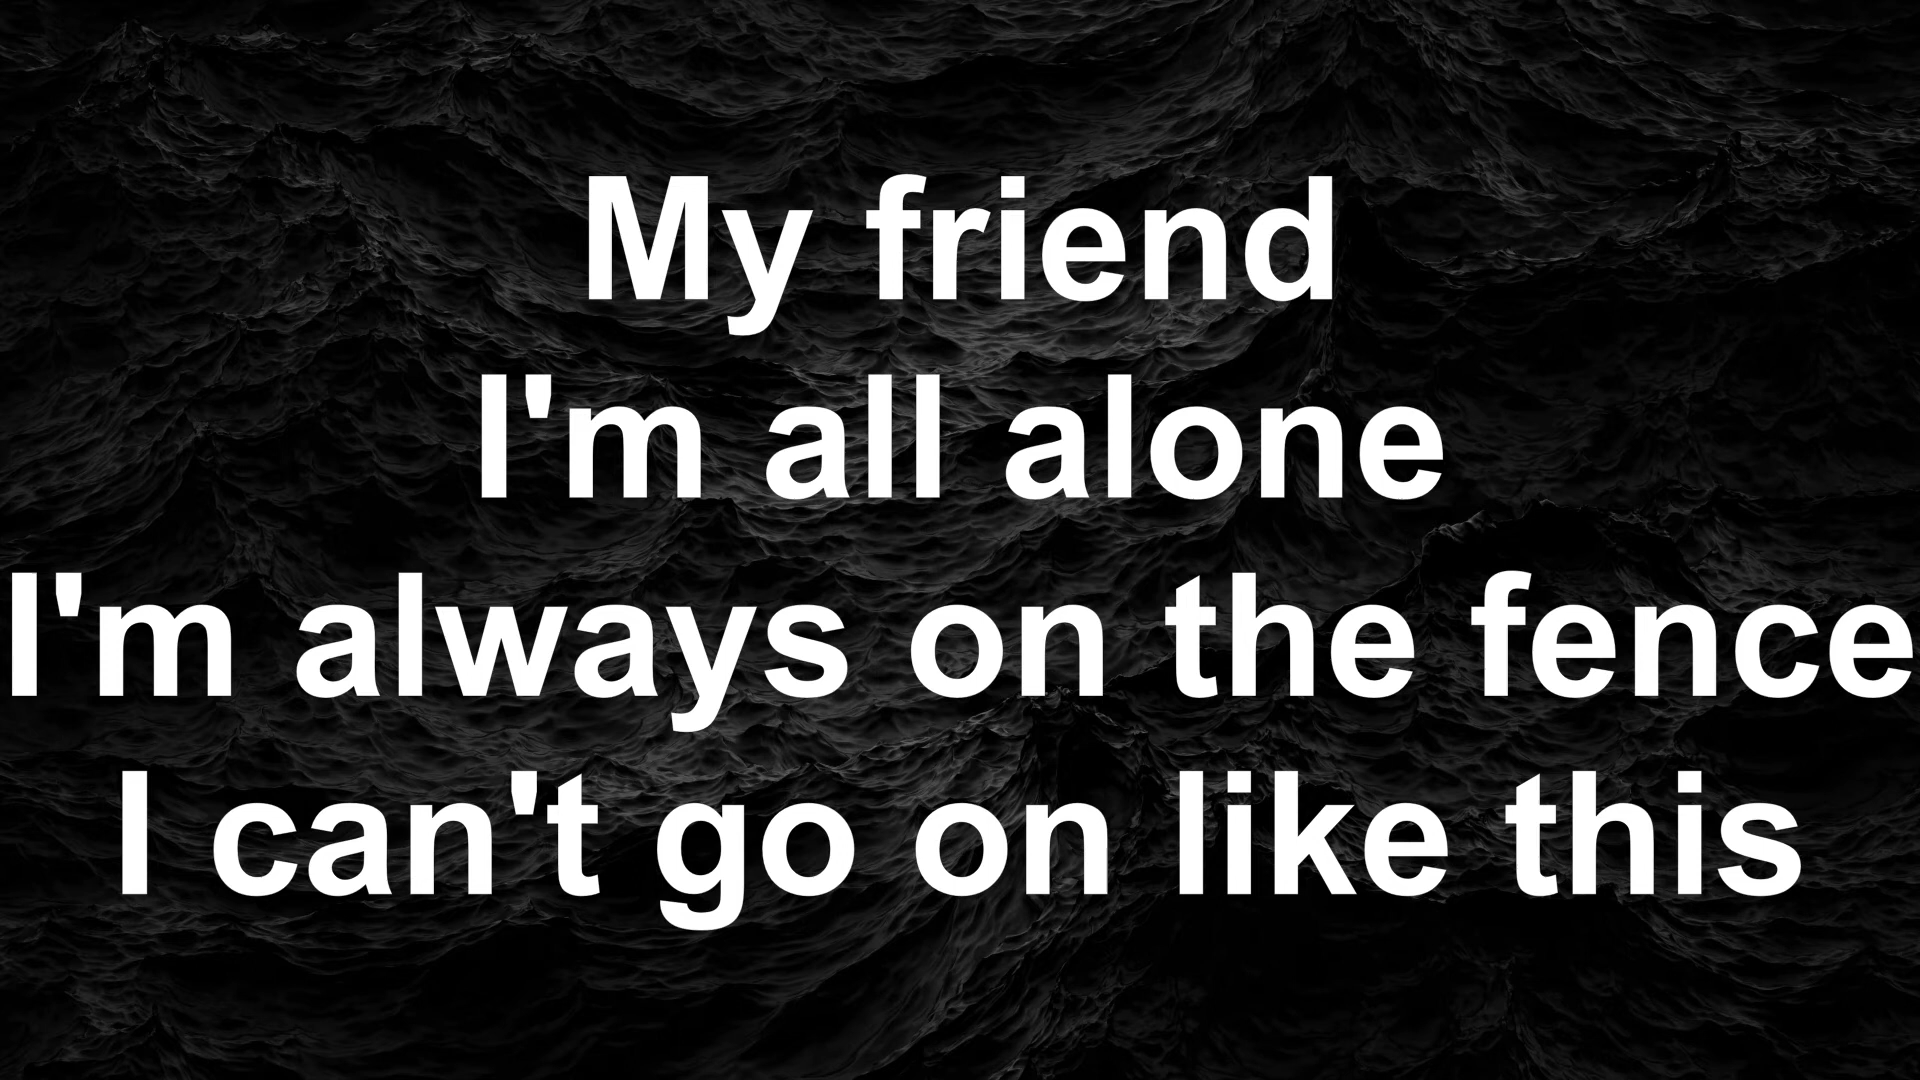 My friend
I'm all alone
I'm always on the fence
I can't go on like this